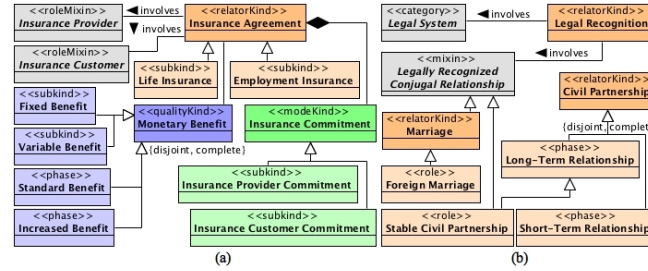 <<roleMixin>>
Insurance Provider
involves
<<relatorKind>>
Insurance Agreement
involves
<<roleMixin>>
Insurance Customer
<<subkind>>
Life Insurance
<<subkind>>
Employment Insurance
<<subkind>>
Fixed Benefit
<<qualityKind>>
Monetary Benefit
<<modeKind>>
Insurance Commitment
<<subkind>>
Variable Benefit
{disjoint, complete}
<<phase>>
Standard Benefit
<<subkind>>
Insurance Provider Commitment
<<phase>>
Increased Benefit
<<subkind>>
Insurance Customer Commitment
(a)
<<category>>
Legal System
involves
<<relatorKind>>
Legal Recognition
<<mixin>>
Legally Recognized
Conjugal Relationship
involves
<<relatorKind>>
Civil Partnership
<<relatorKind>>
Marriage
{disjoint, complete}
<<phase>>
Long-Term Relationship
<<role>>
Foreign Marriage
<<role>>
Stable Civil Partnership
<<phase>>
Short-Term Relationship
(b)